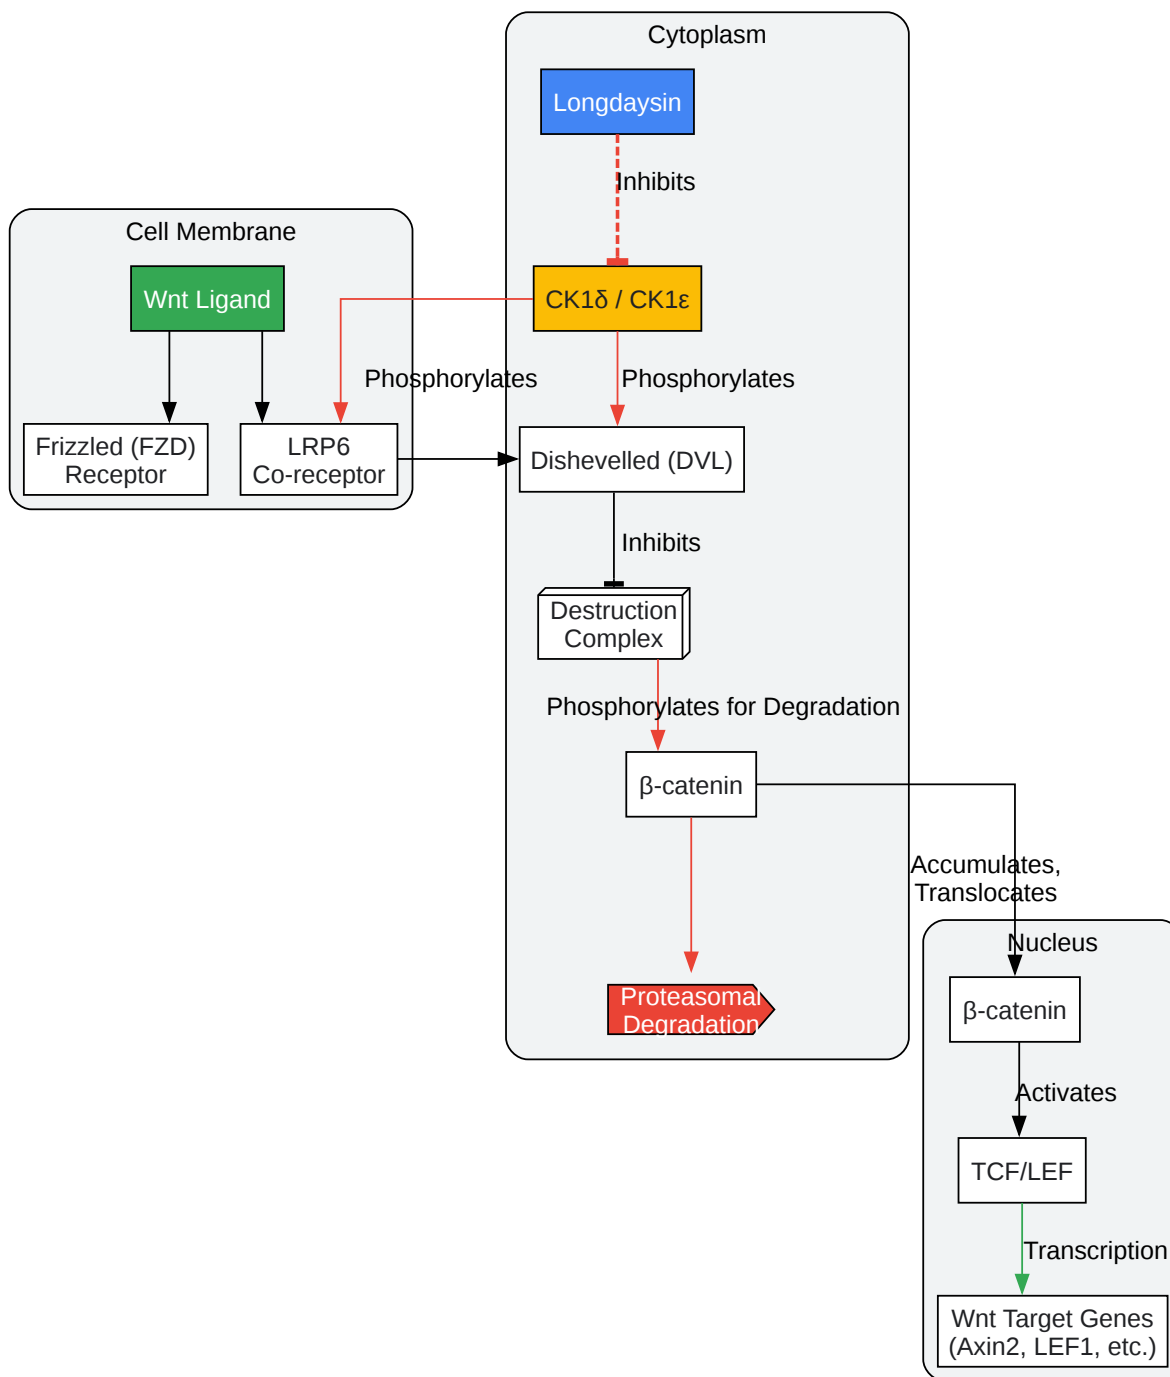 Cytoplasm
Longdaysin
Inhibits
Cell Membrane
Wnt Ligand
CK1δ / CK1ε
Phosphorylates
Phosphorylates
Frizzled (FZD)
Receptor
LRP6
Co-receptor
Dishevelled (DVL)
Inhibits
Destruction
Complex
Phosphorylates for Degradation
β-catenin
Accumulates,
Translocates
Nucleus
Proteasomal
Degradation
β-catenin
Activates
TCF/LEF
Transcription
Wnt Target Genes
(Axin2, LEF1, etc.)